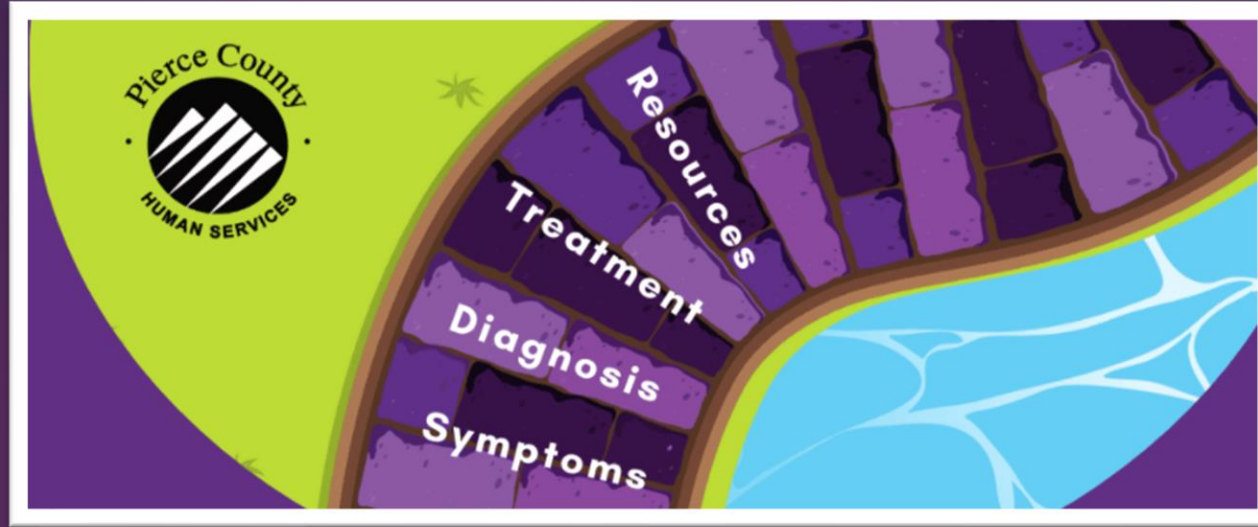 Pierce County
HUMAN SERVICES
Resources
Treatment
Diagnosis
Symptoms